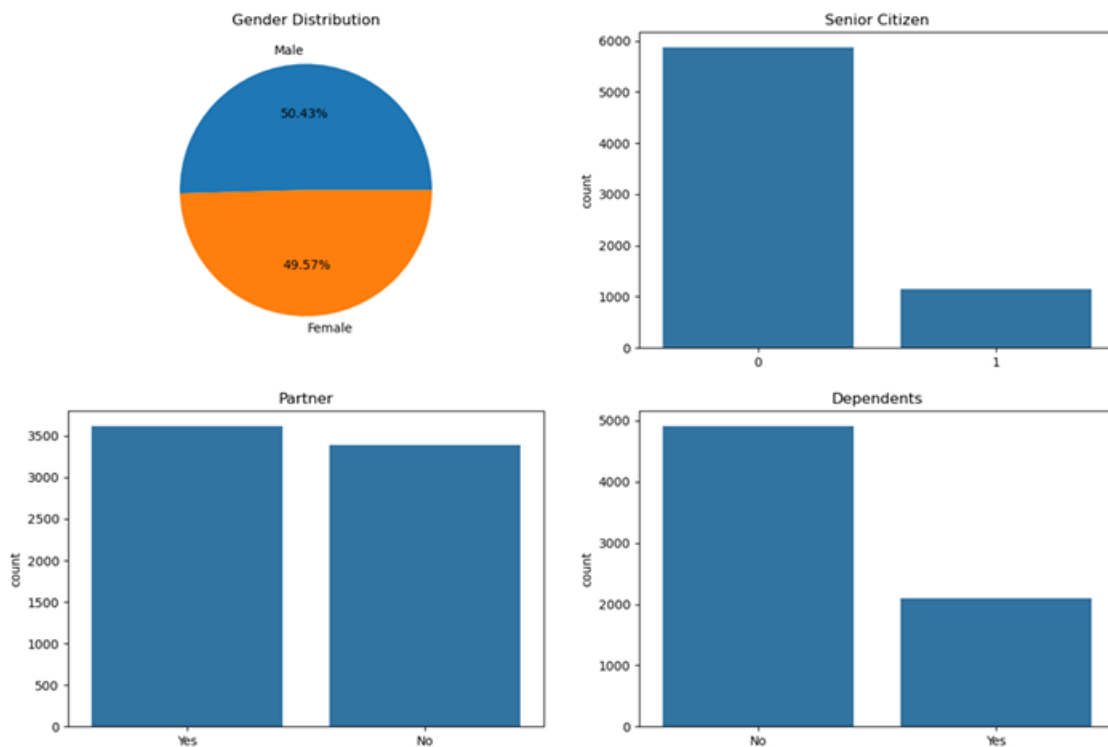 Gender Distribution
Male
50.43%
49.57%
Female
Senior Citizen
6000
5000
4000
3000
2000
1000
0
count
0 1
Partner
3500
3000
2500
2000
1500
1000
500
0
count
Yes No
Dependents
5000
4000
3000
2000
1000
0
count
No Yes